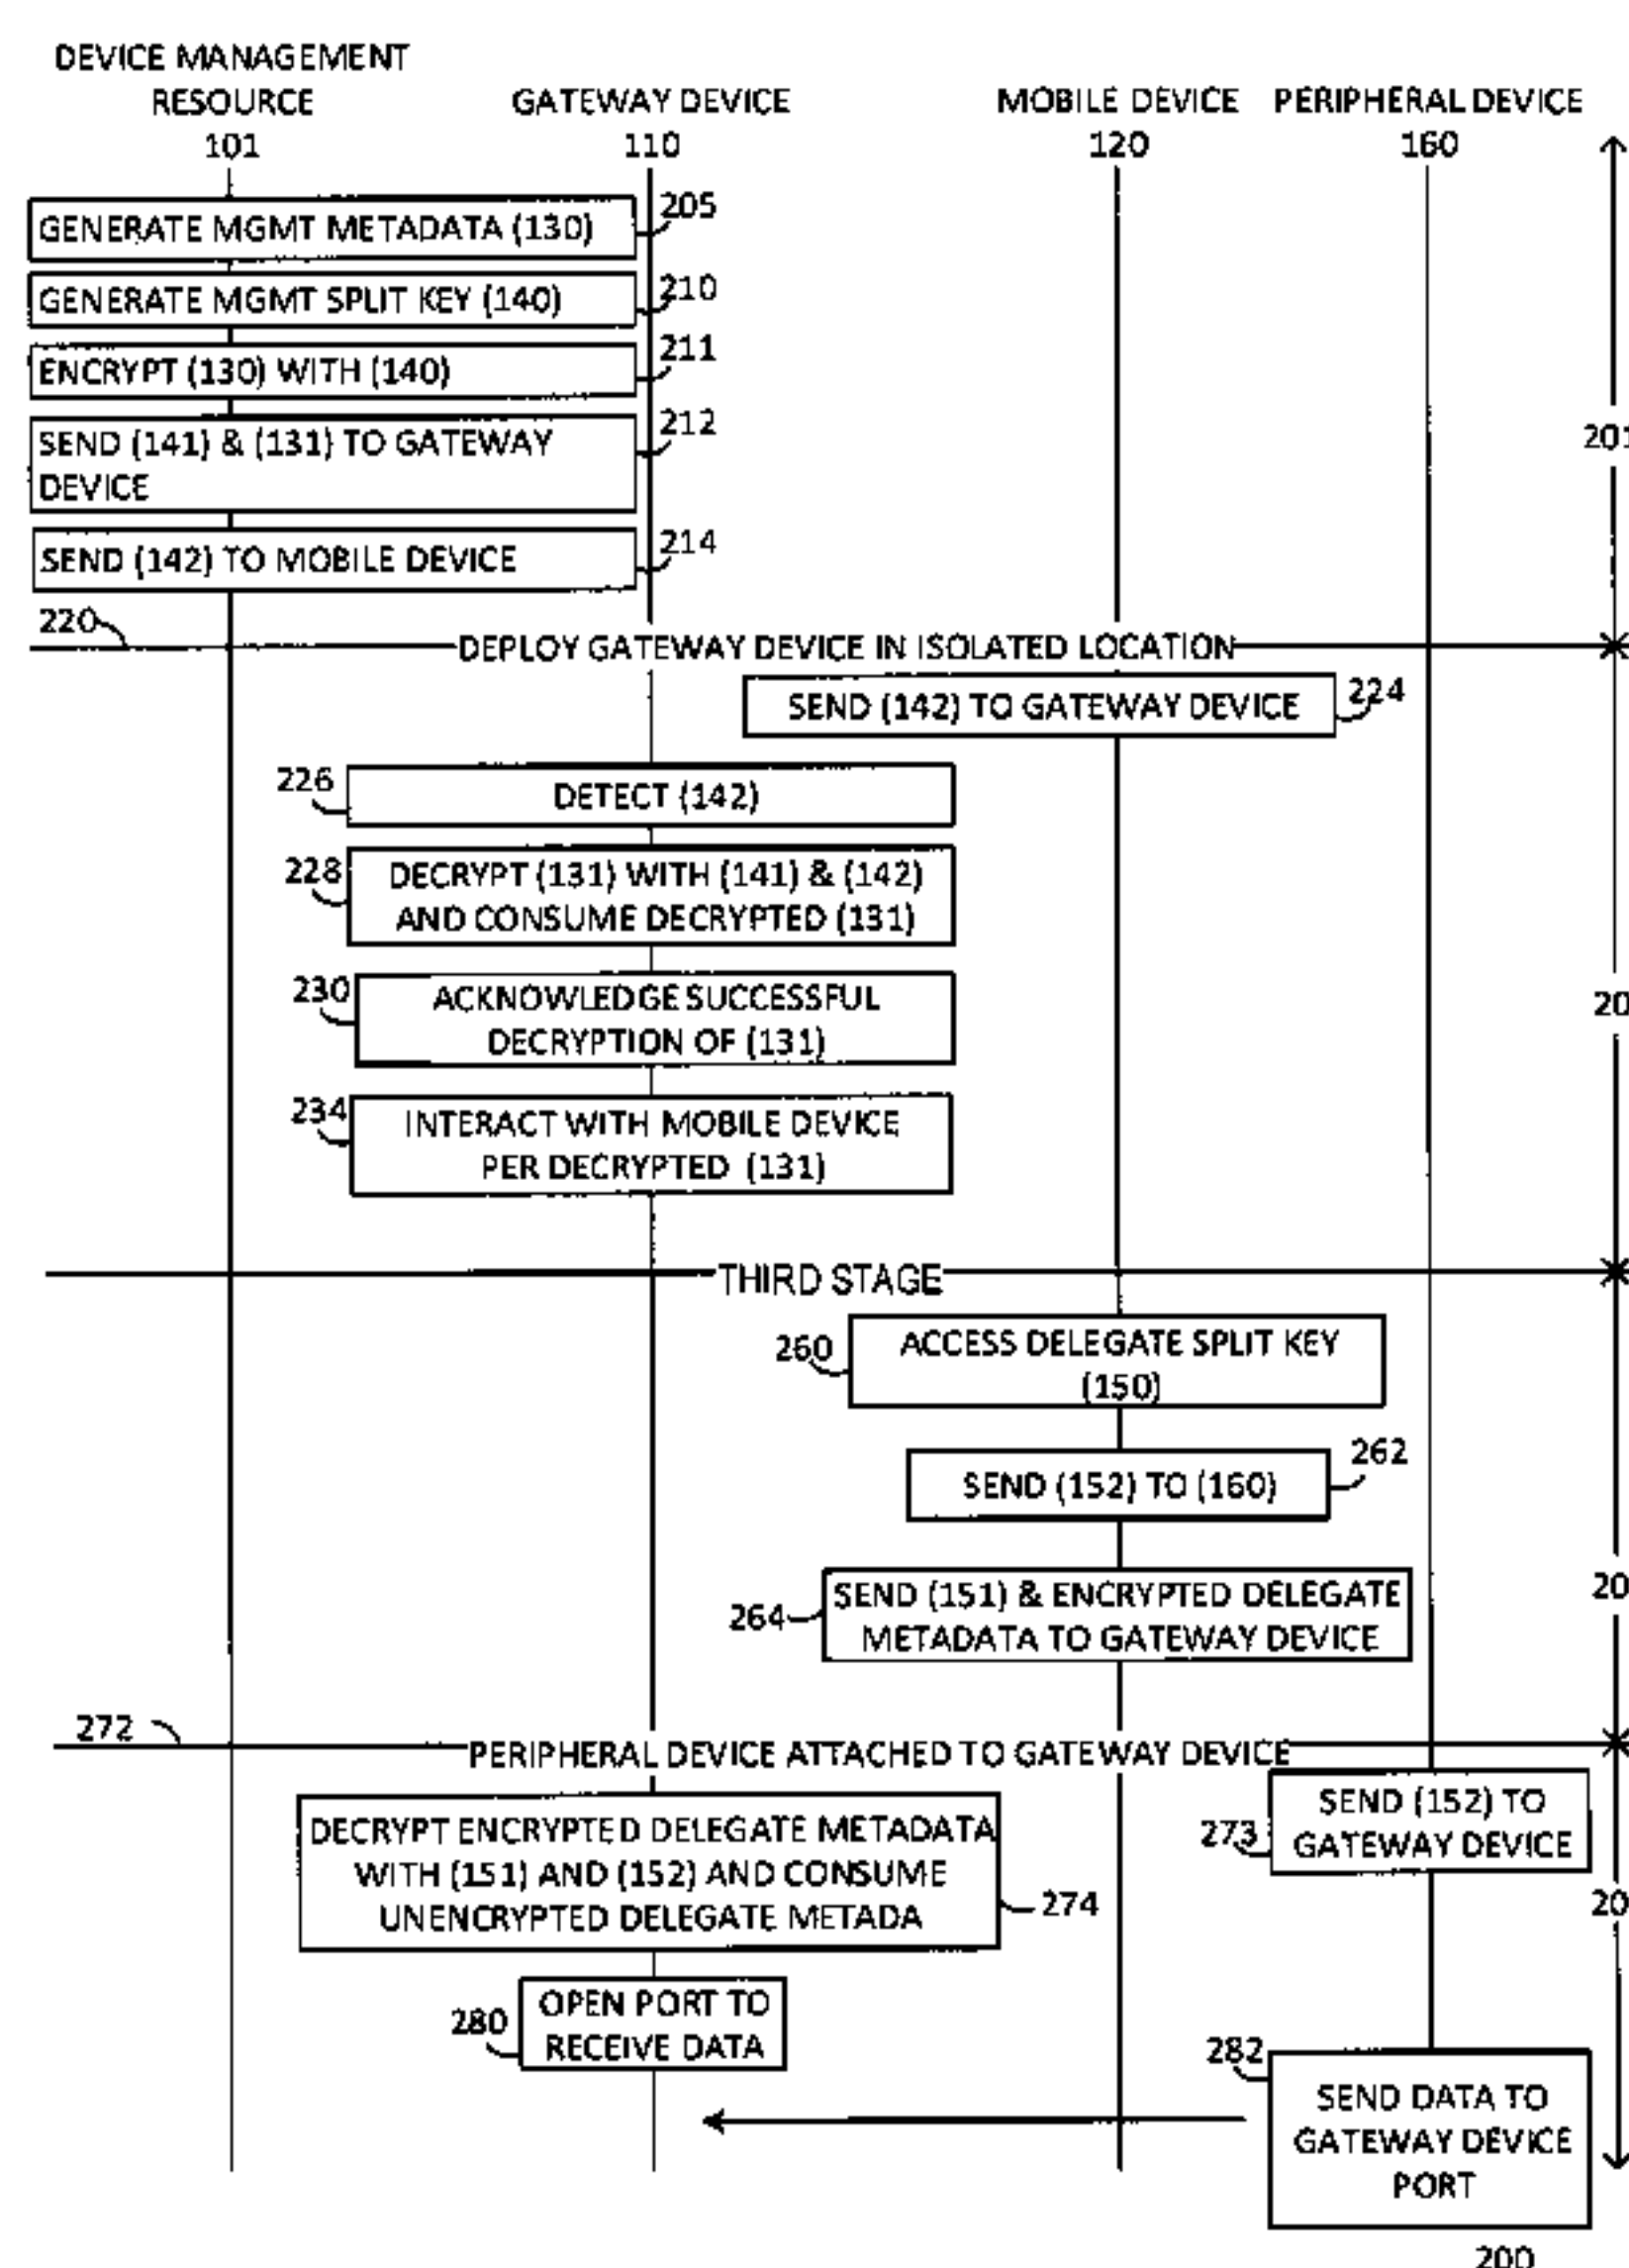 DEVICE MANAGEMENT
RESOURCE
101
GATEWAY DEVICE
110
MOBILE DEVICE
120
PERIPHERAL DEVICE
160
GENERATE MGMT METADATA (130)
205
GENERATE MGMT SPLIT KEY (140)
210
ENCRYPT (130) WITH (140)
211
SEND (141) & (131) TO GATEWAY
DEVICE
212
201
SEND (142) TO MOBILE DEVICE
214
220
DEPLOY GATEWAY DEVICE IN ISOLATED LOCATION
SEND (142) TO GATEWAY DEVICE
224
226
DETECT (142)
228
DECRYPT (131) WITH (141) & (142)
AND CONSUME DECRYPTED (131)
230
ACKNOWLEDGE SUCCESSFUL
DECRYPTION OF (131)
20
234
INTERACT WITH MOBILE DEVICE
PER DECRYPTED (131)
THIRD STAGE
260
ACCESS DELEGATE SPLIT KEY
(150)
SEND (152) TO (160)
262
264
SEND (151) & ENCRYPTED DELEGATE
METADATA TO GATEWAY DEVICE
20
272
PERIPHERAL DEVICE ATTACHED TO GATEWAY DEVICE
273
SEND (152) TO
GATEWAY DEVICE
DECRYPT ENCRYPTED DELEGATE METADATA
WITH (151) AND (152) AND CONSUME
UNENCRYPTED DELEGATE METADA
274
20
280
OPEN PORT TO
RECEIVE DATA
282
SEND DATA TO
GATEWAY DEVICE
PORT
200